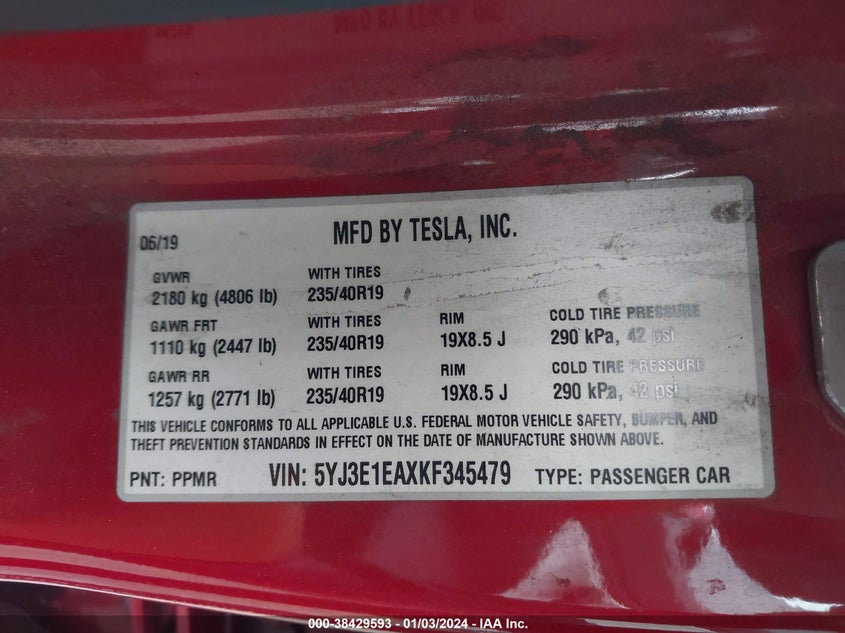 06/19 MFD BY TESLA, INC.
GVWR WITH TIRES
2180 kg (4806 lb) 235/40R19
GAWR FRT WITH TIRES RIM COLD TIRE PRESSURE
1110 kg (2447 lb) 235/40R19 19X8.5 J 290 kPa, 42 psi
GAWR RR WITH TIRES RIM COLD TIRE PRESSURE
1257 kg (2771 lb) 235/40R19 19X8.5 J 290 kPa, 42 psi
THIS VEHICLE CONFORMS TO ALL APPLICABLE U.S. FEDERAL MOTOR VEHICLE SAFETY, BUMPER, AND
THEFT PREVENTION STANDARDS IN EFFECT ON THE DATE OF MANUFACTURE SHOWN ABOVE.
PNT: PPMR VIN: 5YJ3E1EAXKF345479 TYPE: PASSENGER CAR
000-38429593 - 01/03/2024 - IAA Inc.